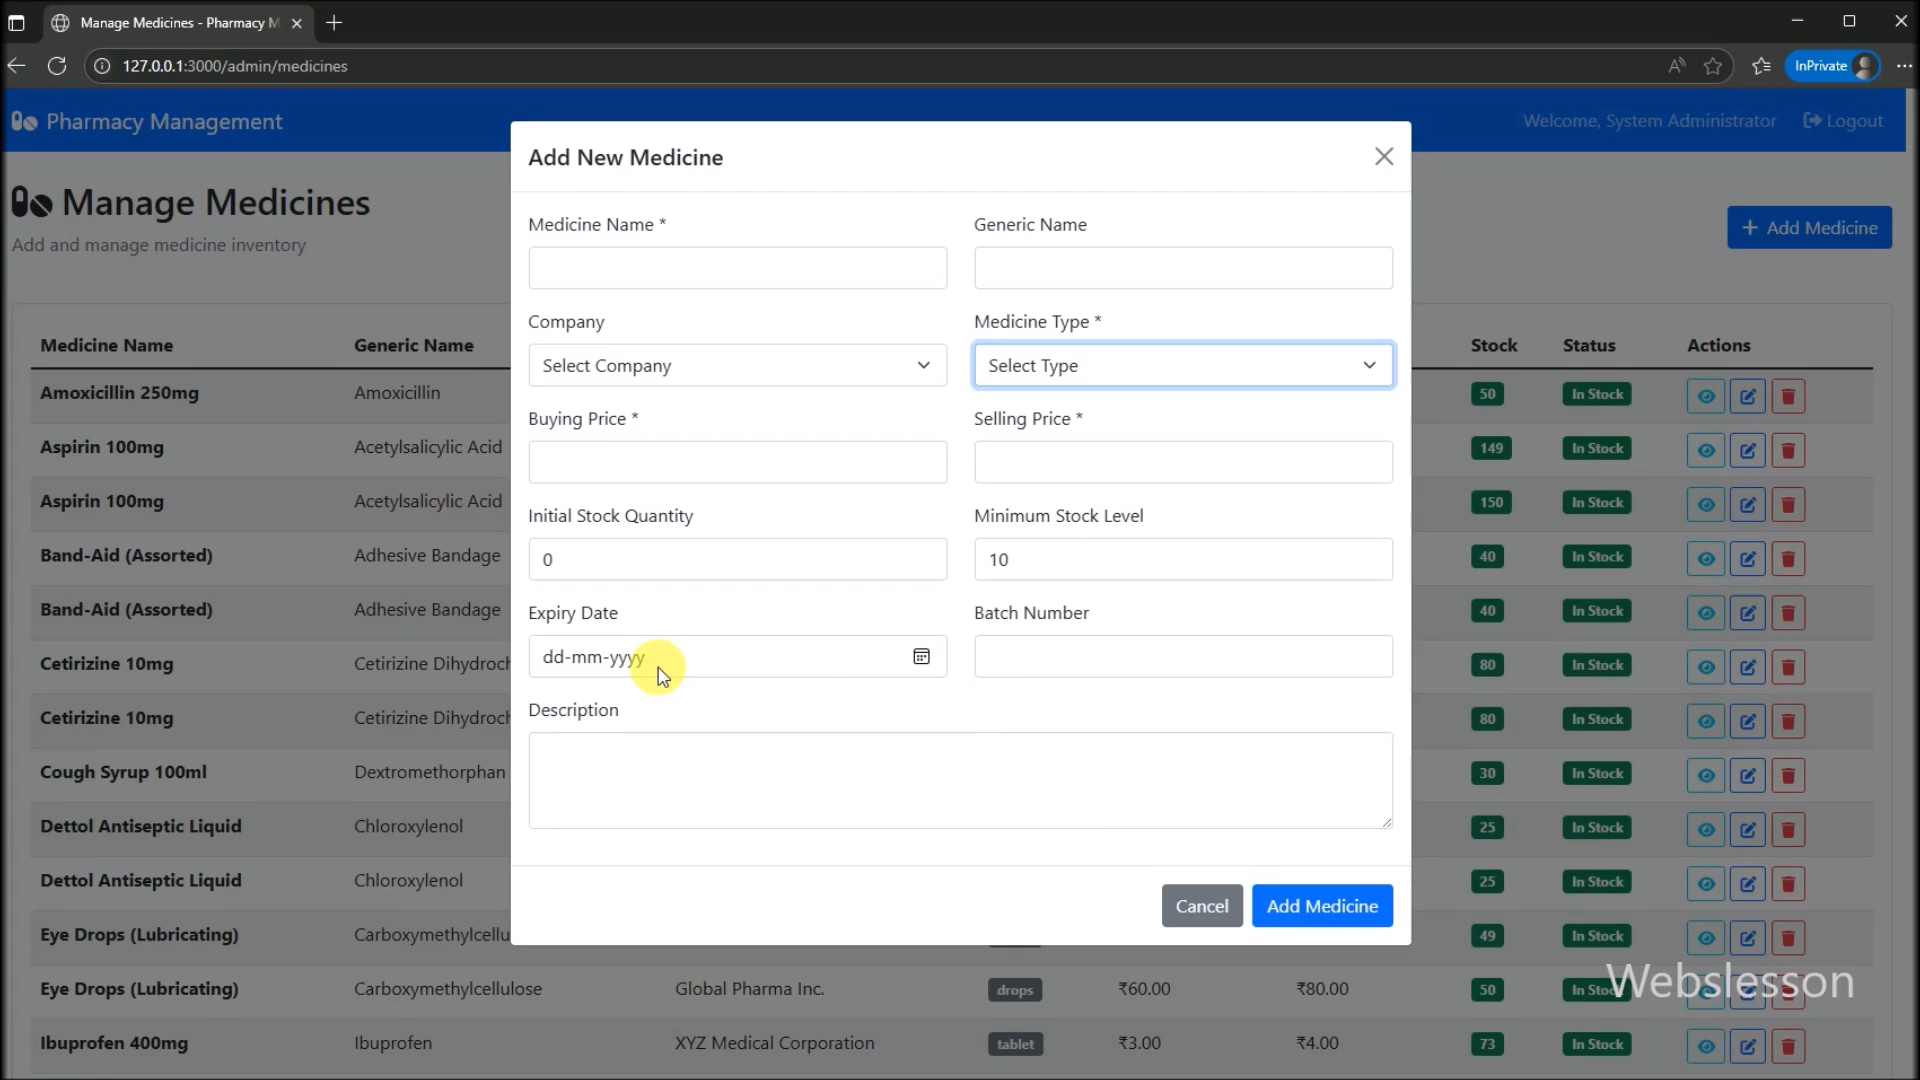 Manage Medicines - Pharmacy M
127.0.0.1:3000/admin/medicines
InPrivate
Pharmacy Management
Welcome, System Administrator
Logout
Manage Medicines
Add and manage medicine inventory
+ Add Medicine
Add New Medicine
Medicine Name *
Generic Name
Company
Select Company
Medicine Type *
Select Type
Buying Price *
Selling Price *
Initial Stock Quantity
0
Minimum Stock Level
10
Expiry Date
dd-mm-yyyy
Batch Number
Description
Cancel
Add Medicine
Medicine Name Generic Name Stock Status Actions
Amoxicillin 250mg Amoxicillin 50 In Stock
Aspirin 100mg Acetylsalicylic Acid 149 In Stock
Aspirin 100mg Acetylsalicylic Acid 150 In Stock
Band-Aid (Assorted) Adhesive Bandage 40 In Stock
Band-Aid (Assorted) Adhesive Bandage 40 In Stock
Cetirizine 10mg Cetirizine Dihydroch 80 In Stock
Cetirizine 10mg Cetirizine Dihydroch 80 In Stock
Cough Syrup 100ml Dextromethorphan 30 In Stock
Dettol Antiseptic Liquid Chloroxylenol 25 In Stock
Dettol Antiseptic Liquid Chloroxylenol 25 In Stock
Eye Drops (Lubricating) Carboxymethylcellu 49 In Stock
Eye Drops (Lubricating) Carboxymethylcellulose Global Pharma Inc. drops ₹60.00 ₹80.00 50 In Stoc
Ibuprofen 400mg Ibuprofen XYZ Medical Corporation tablet ₹3.00 ₹4.00 73 In Stock
Webslesson